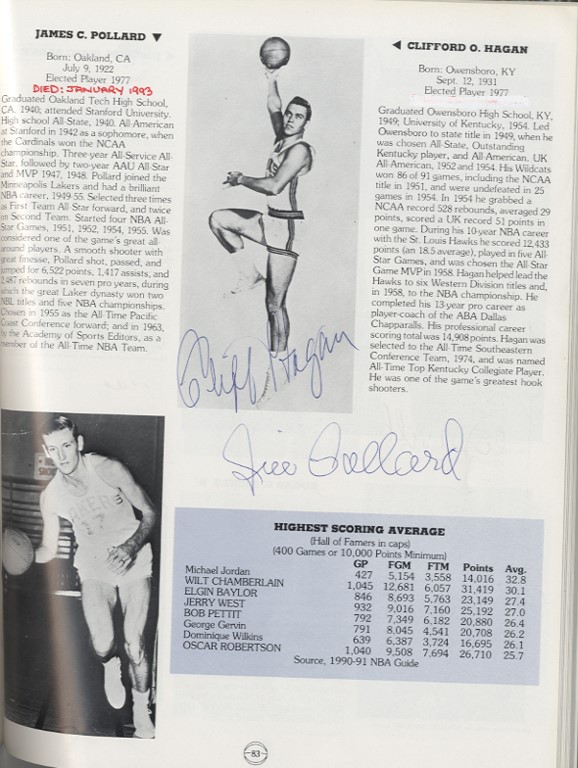 JAMES C. POLLARD ▼
Born: Oakland, CA
July 9, 1922
Elected Player 1977
DIED: JANUARY 1993
Graduated Oakland Tech High School,
CA, 1940; attended Stanford University.
High school All-State, 1940. All-American
at Stanford in 1942 as a sophomore, when
the Cardinals won the NCAA
championship. Three-year All-Service All-
Star, followed by two-year AAU All-Star
and MVP 1947, 1948. Pollard joined the
Minneapolis Lakers and had a brilliant
NBA career, 1949-55. Selected three times
as First Team All Star forward, and twice
on Second Team. Started four NBA All-
Star Games, 1951, 1952, 1954, 1955. Was
considered one of the game's great all-
around players. A smooth shooter with
great finesse, Pollard shot, passed, and
jumped for 6,522 points, 1,417 assists, and
2,487 rebounds in seven pro years, during
which the great Laker dynasty won two
NBL titles and five NBA championships.
Chosen in 1955 as the All-Time Pacific
Coast Conference forward; and in 1963,
by the Academy of Sports Editors, as a
member of the All-Time NBA Team.
◄ CLIFFORD O. HAGAN
Born: Owensboro, KY
Sept. 12, 1931
Elected Player 1977
Graduated Owensboro High School, KY,
1949; University of Kentucky, 1954. Led
Owensboro to state title in 1949, when he
was chosen All-State, Outstanding
Kentucky player, and All-American. UK
All-American, 1952 and 1954. His Wildcats
won 86 of 91 games, including the NCAA
title in 1951, and were undefeated in 25
games in 1954. In 1954 he grabbed a
NCAA record 528 rebounds, averaged 29
points, scored a UK record 51 points in
one game. During his 10-year NBA career
with the St. Louis Hawks he scored 12,433
points (an 18.5 average), played in five All-
Star Games, and was chosen the All-Star
Game MVP in 1958. Hagan helped lead the
Hawks to six Western Division titles and,
in 1958, to the NBA championship. He
completed his 13-year pro career as
player-coach of the ABA Dallas
Chapparalls. His professional career
scoring total was 14,908 points. Hagan was
selected to the All-Time Southeastern
Conference Team, 1974, and was named
All-Time Top Kentucky Collegiate Player.
He was one of the game's greatest hook
shooters.
Cliff Hagan
Jim Pollard
LAKERS
17
HIGHEST SCORING AVERAGE
(Hall of Famers in caps)
(400 Games or 10,000 Points Minimum)
GP FGM FTM Points Avg.
Michael Jordan 427 5,154 3,558 14,016 32.8
WILT CHAMBERLAIN 1,045 12,681 6,057 31,419 30.1
ELGIN BAYLOR 846 8,693 5,763 23,149 27.4
JERRY WEST 932 9,016 7,160 25,192 27.0
BOB PETTIT 792 7,349 6,182 20,880 26.4
George Gervin 791 8,045 4,541 20,708 26.2
Dominique Wilkins 639 6,387 3,724 16,695 26.1
OSCAR ROBERTSON 1,040 9,508 7,694 26,710 25.7
Source, 1990-91 NBA Guide
83